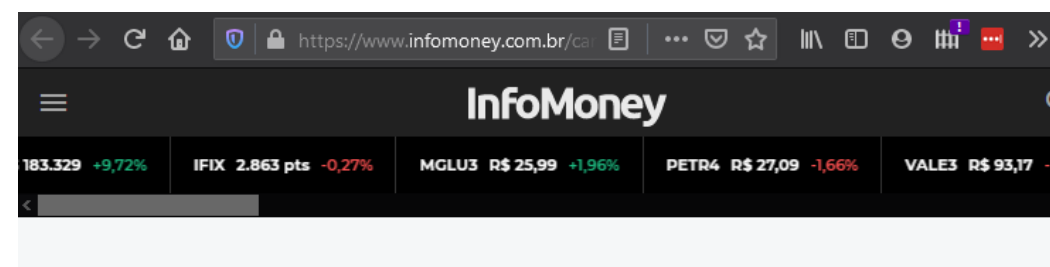 https://www.infomoney.com.br/car
InfoMoney
183.329 +9,72% IFIX 2.863 pts -0,27% MGLU3 R$ 25,99 +1,96% PETR4 R$ 27,09 -1,66% VALE3 R$ 93,17 -